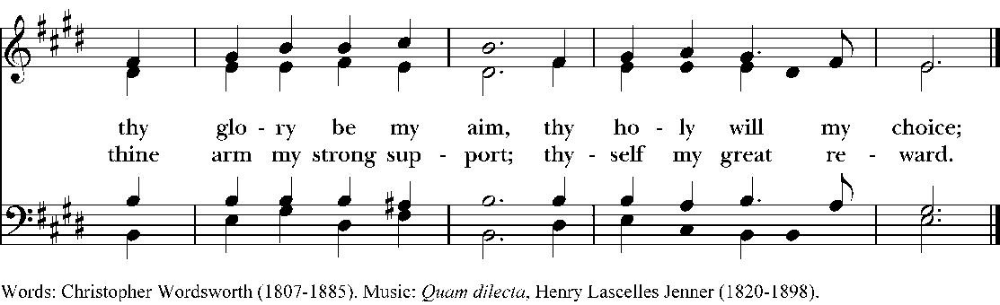 thy glo - ry be my aim, thy ho - ly will my choice;
thine arm my strong sup - port; thy - self my great re - ward.
Words: Christopher Wordsworth (1807-1885). Music: Quam dilecta, Henry Lascelles Jenner (1820-1898).